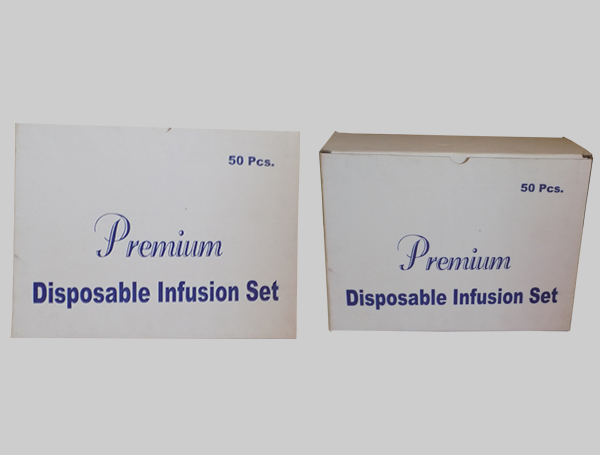 50 Pcs.
Premium
Disposable Infusion Set
50 Pcs.
Premium
Disposable Infusion Set